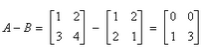 A-B = [1 2; 3 4] - [1 2; 2 1] = [0 0; 1 3]